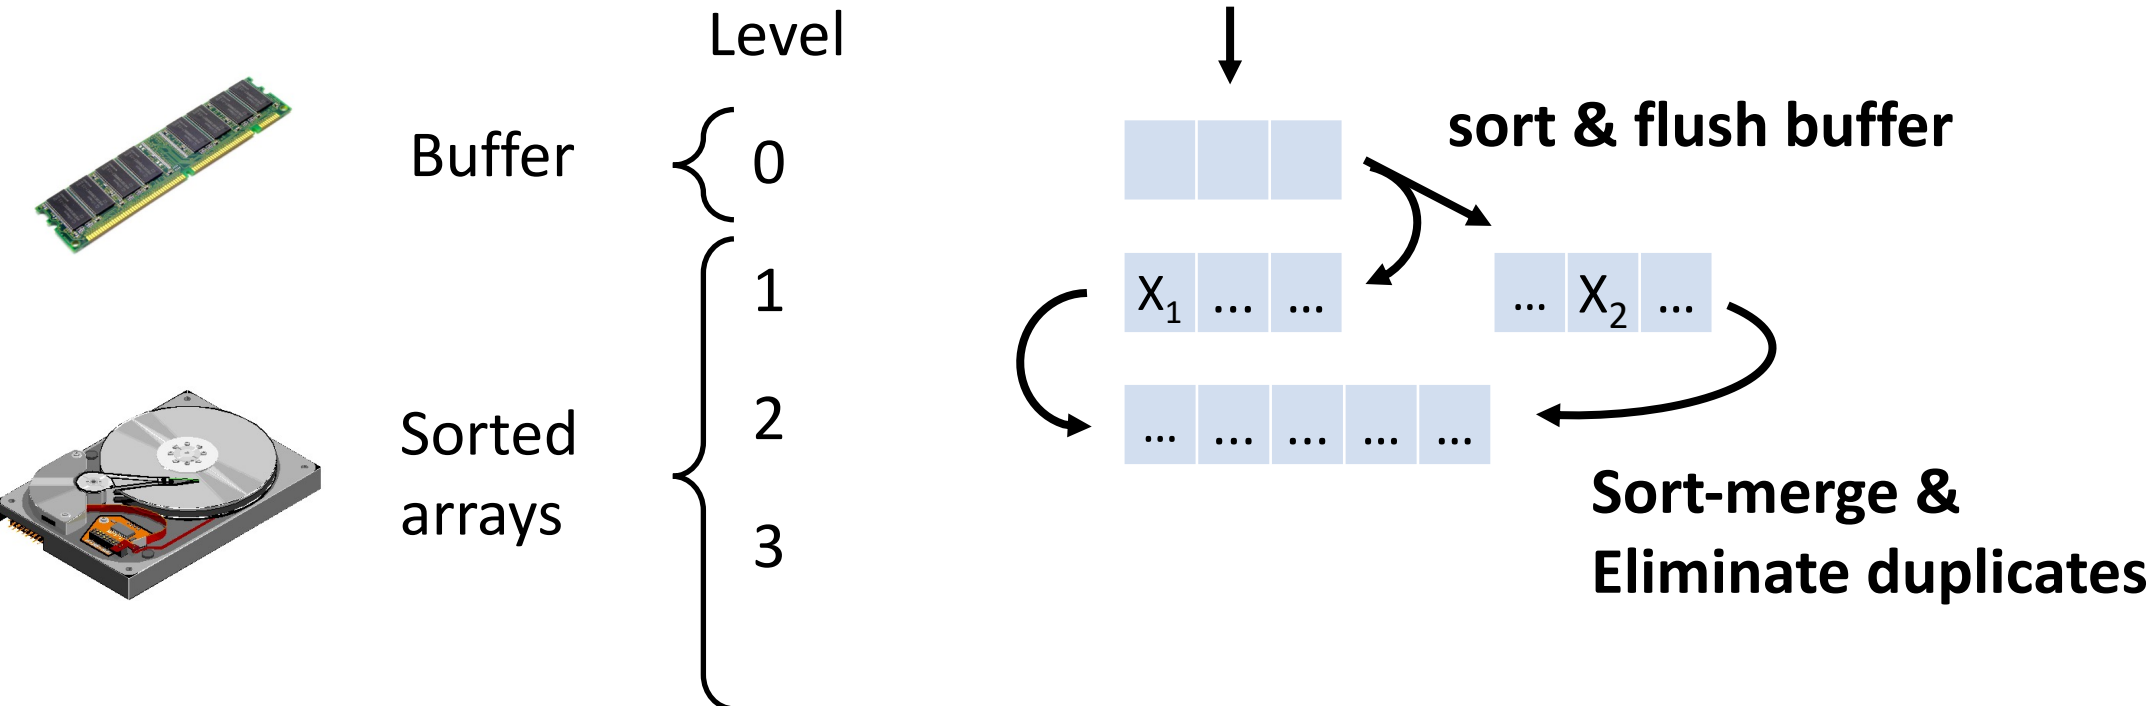 Level
Buffer
0
sort & flush buffer
1
X₁ ... ...
... X₂ ...
2
... ... ... ... ...
Sorted
arrays
3
Sort-merge &
Eliminate duplicates